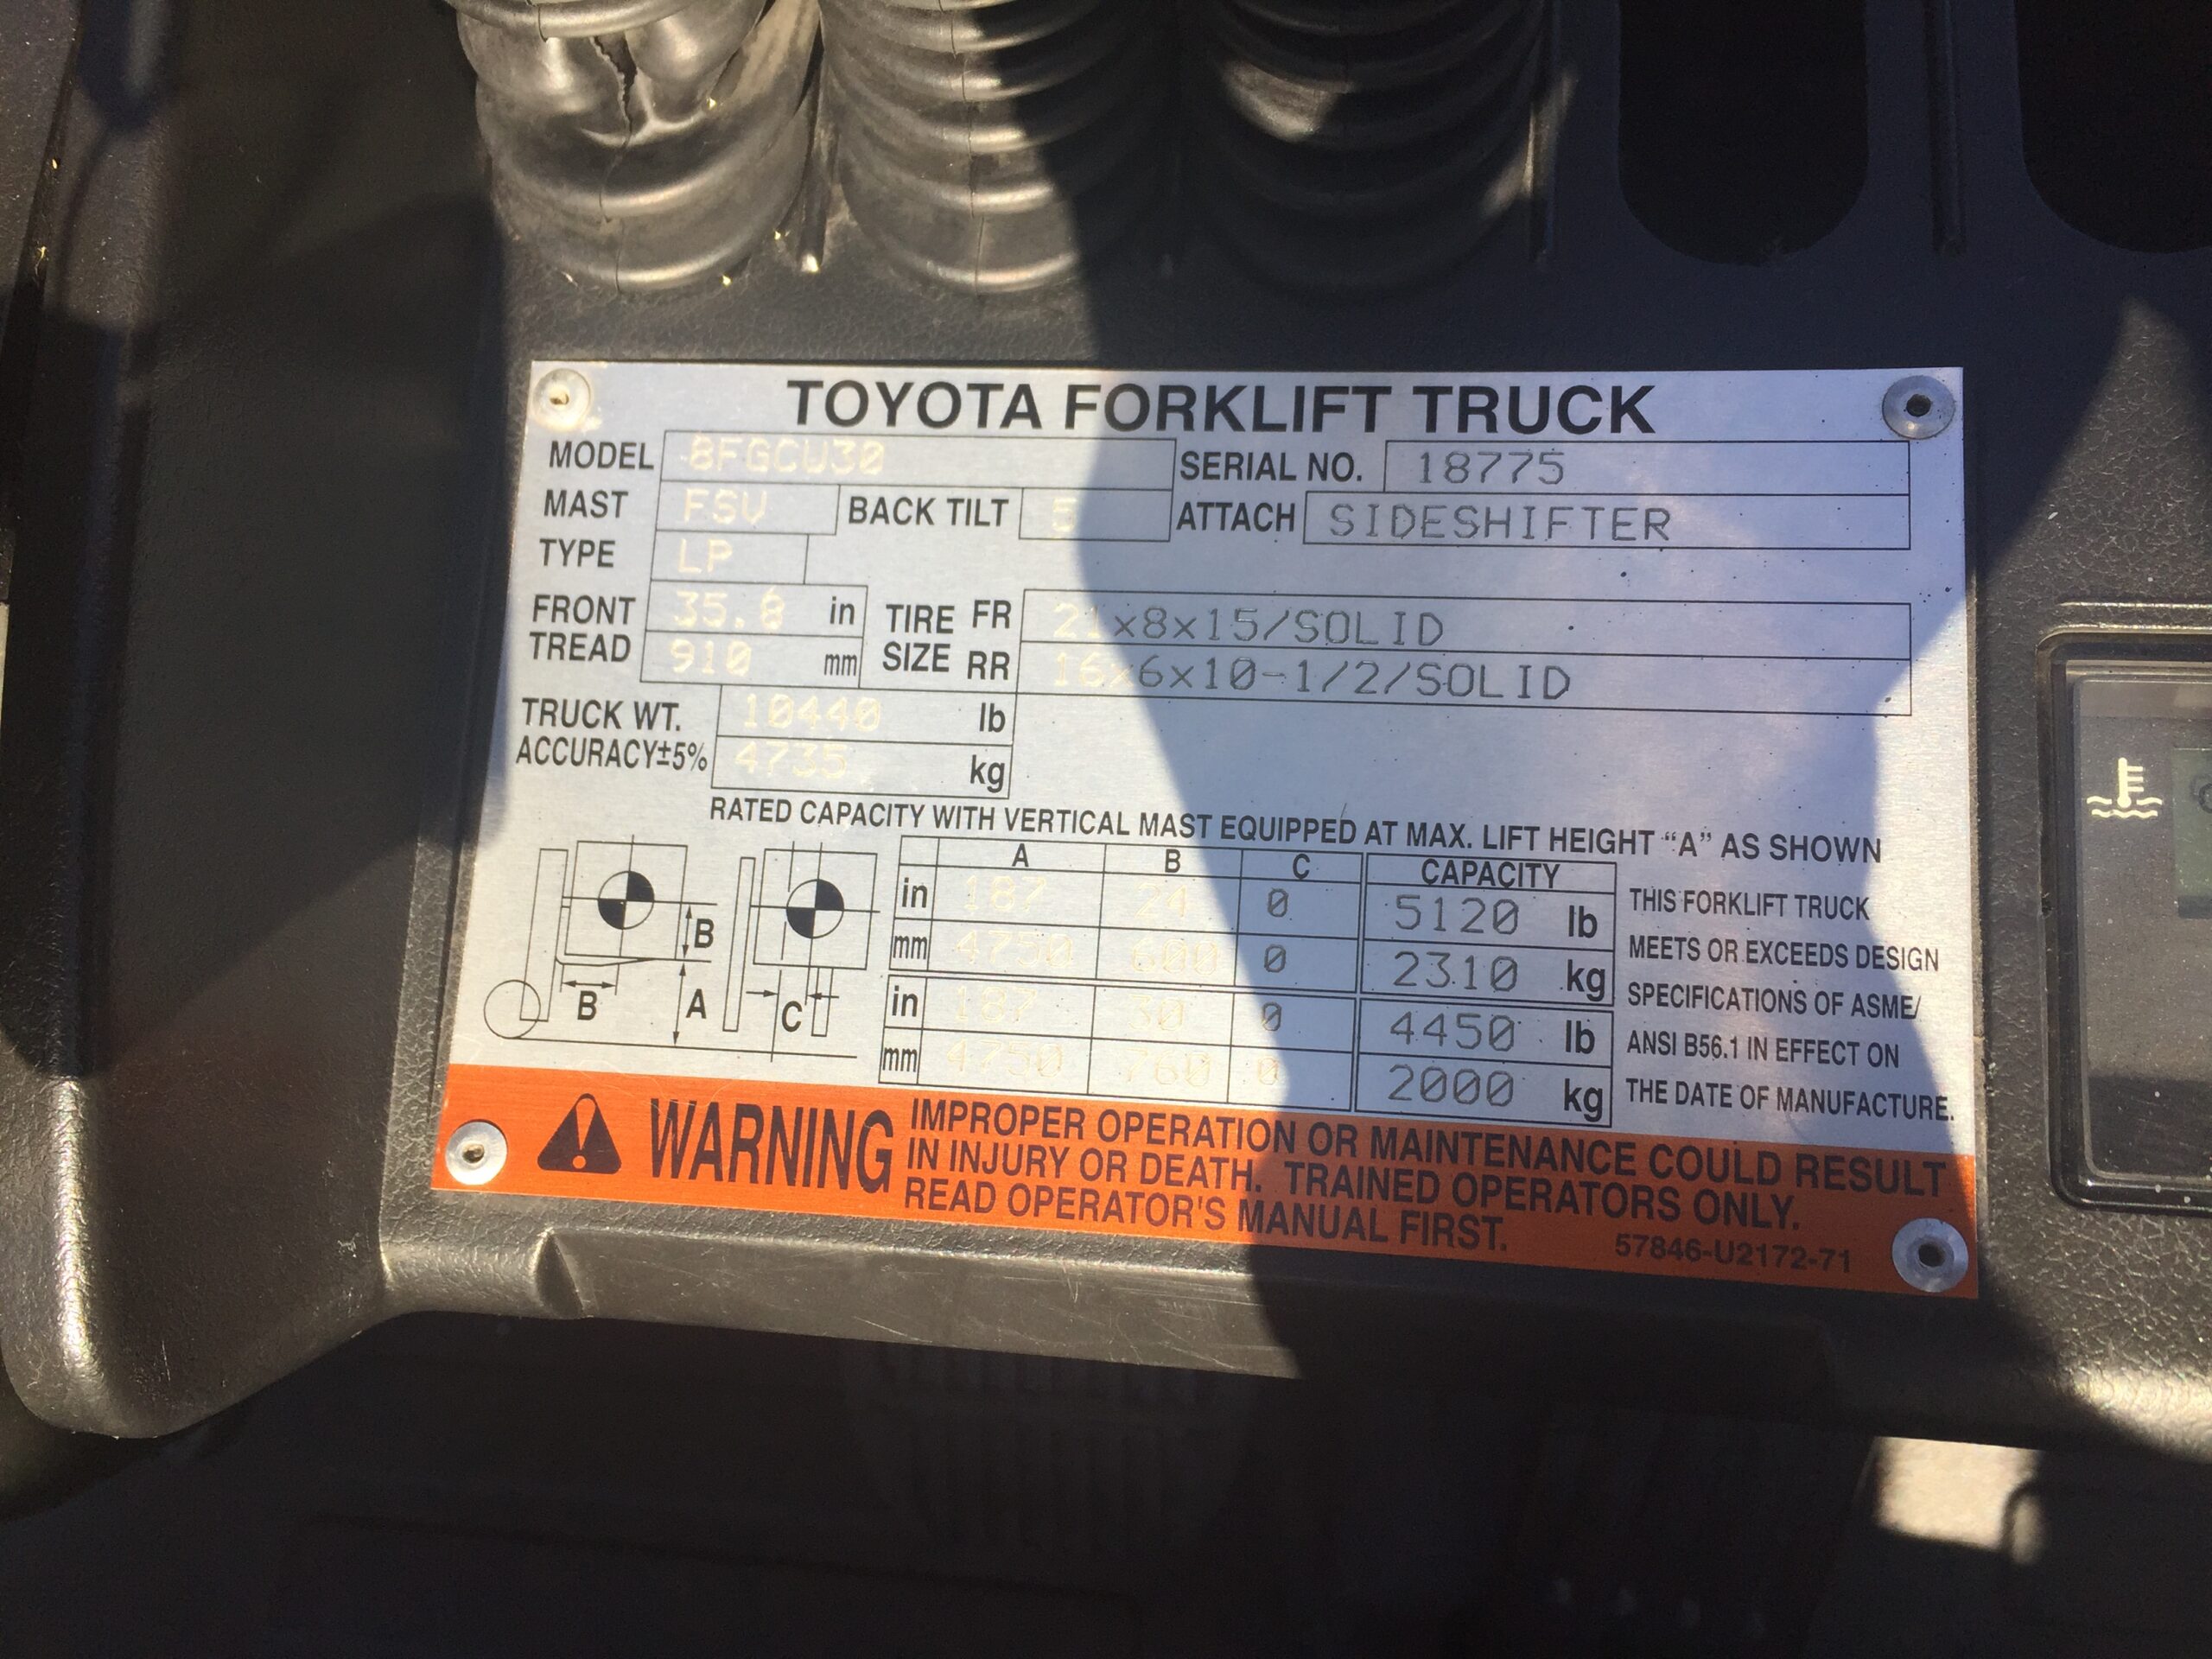 TOYOTA FORKLIFT TRUCK
MODEL 8FGCU30 SERIAL NO. 18775
MAST FSV BACK TILT 5 ATTACH SIDESHIFTER
TYPE LP
FRONT TREAD 35.8 in TIRE SIZE FR 21x8x15/SOLID
910 mm RR 16x6x10-1/2/SOLID
TRUCK WT. 10440 lb
ACCURACY±5% 4735 kg
RATED CAPACITY WITH VERTICAL MAST EQUIPPED AT MAX. LIFT HEIGHT “A” AS SHOWN
A B C CAPACITY
in 187 24 0 5120 lb
mm 4750 600 0 2310 kg
in 187 30 0 4450 lb
mm 4750 760 0 2000 kg
B
B
A
C
THIS FORKLIFT TRUCK
MEETS OR EXCEEDS DESIGN
SPECIFICATIONS OF ASME/
ANSI B56.1 IN EFFECT ON
THE DATE OF MANUFACTURE.
WARNING
IMPROPER OPERATION OR MAINTENANCE COULD RESULT
IN INJURY OR DEATH. TRAINED OPERATORS ONLY.
READ OPERATOR'S MANUAL FIRST.
57846-U2172-71